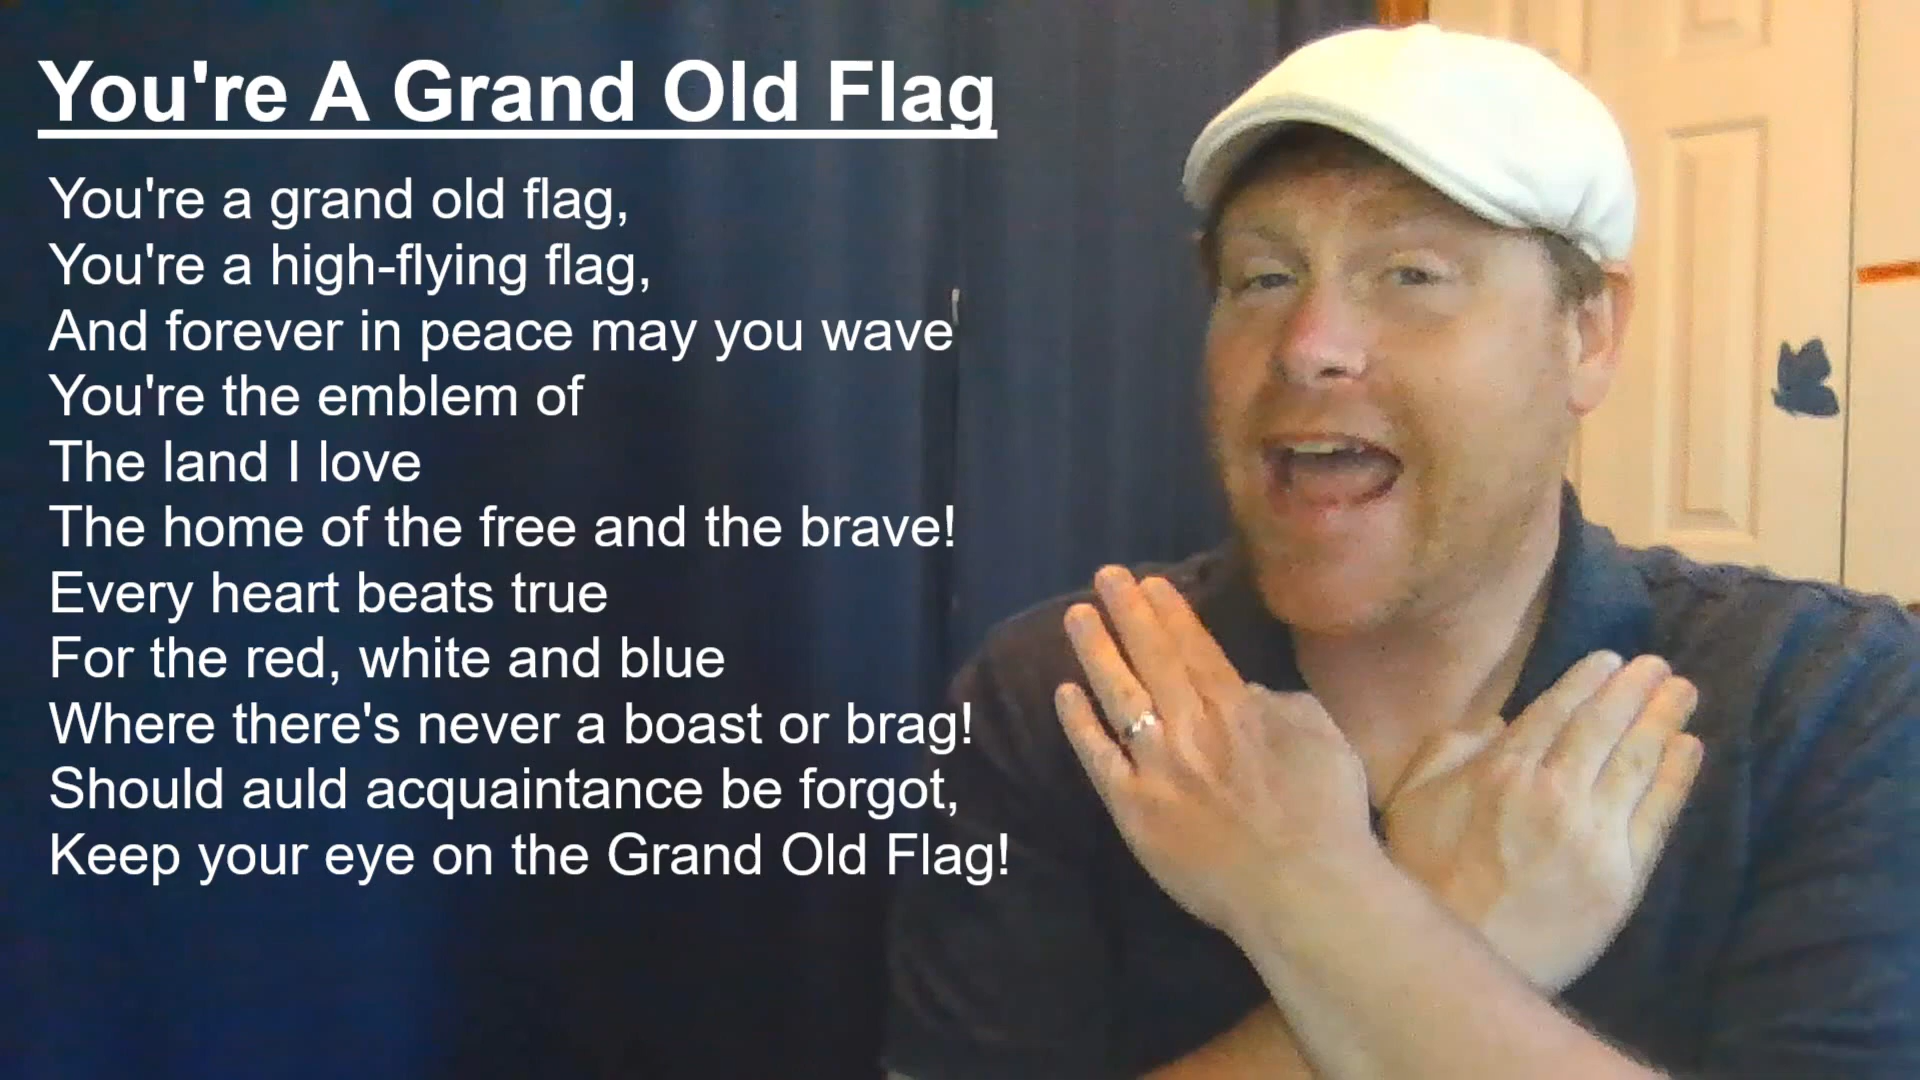 You're A Grand Old Flag
You're a grand old flag,
You're a high-flying flag,
And forever in peace may you wave
You're the emblem of
The land I love
The home of the free and the brave!
Every heart beats true
For the red, white and blue
Where there's never a boast or brag!
Should auld acquaintance be forgot,
Keep your eye on the Grand Old Flag!